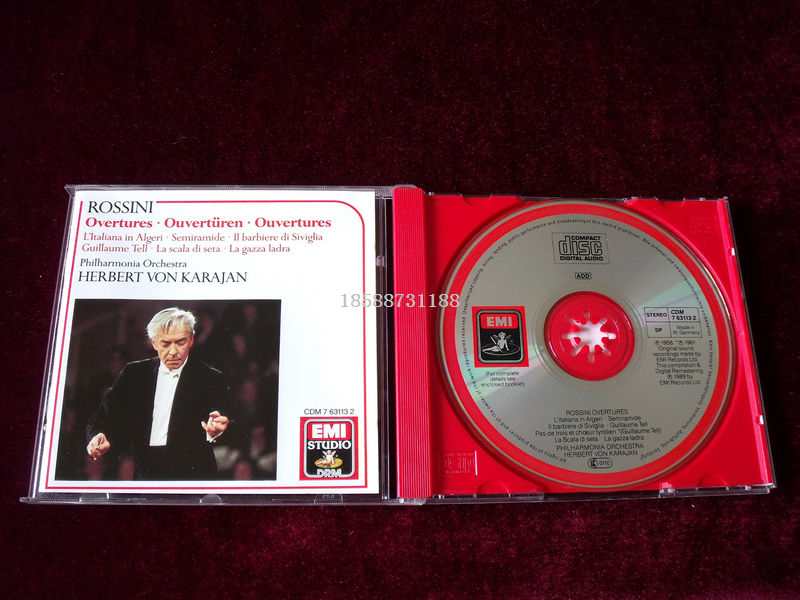 ROSSINI
Overtures · Ouvertüren · Ouvertures
L'Italiana in Algeri · Semiramide · Il barbiere di Siviglia
Guillaume Tell · La scala di seta · La gazza ladra
Philharmonia Orchestra
HERBERT VON KARAJAN
CDM 7 63113 2
EMI
STUDIO
DRM
18588731188
COMPACT
disc
DIGITAL AUDIO
ADD
EMI
(For complete
details see
enclosed booklet)
STEREO
CDM
7 63113 2
DP
Made in
W. Germany
℗ 1958, ℗ 1961
Original sound
recordings made by
EMI Records Ltd.
This compilation &
Digital Remastering
℗ 1989 by
EMI Records Ltd.
ROSSINI OVERTURES
L'Italiana in Algeri · Semiramide
Il barbiere di Siviglia · Guillaume Tell
Pas de trois et chœur tyrolien *(Guillaume Tell)
La Scala di seta · La gazza ladra
PHILHARMONIA ORCHESTRA
HERBERT VON KARAJAN
0110